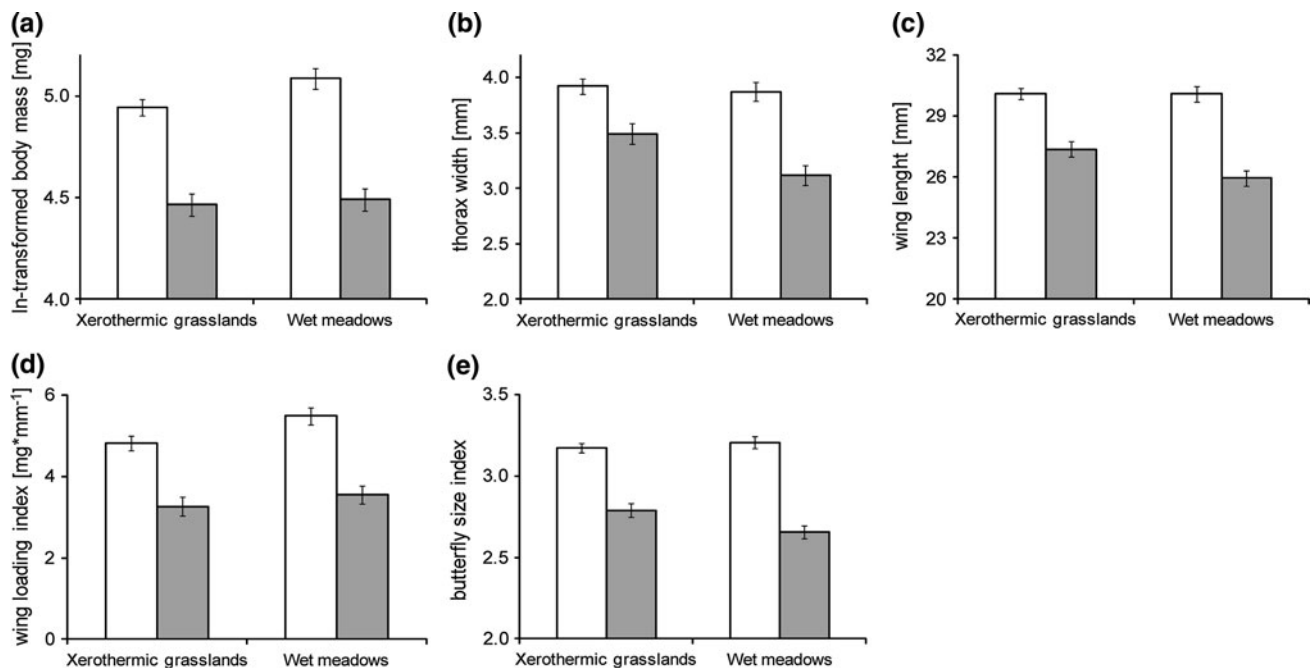 (a)
ln-transformed body mass [mg]
5.0
4.5
4.0
Xerothermic grasslands Wet meadows
(b)
thorax width [mm]
4.0
3.5
3.0
2.5
2.0
Xerothermic grasslands Wet meadows
(c)
wing lenght [mm]
32
29
26
23
20
Xerothermic grasslands Wet meadows
(d)
wing loading index [mg*mm⁻¹]
6
4
2
0
Xerothermic grasslands Wet meadows
(e)
butterfly size index
3.5
3.0
2.5
2.0
Xerothermic grasslands Wet meadows